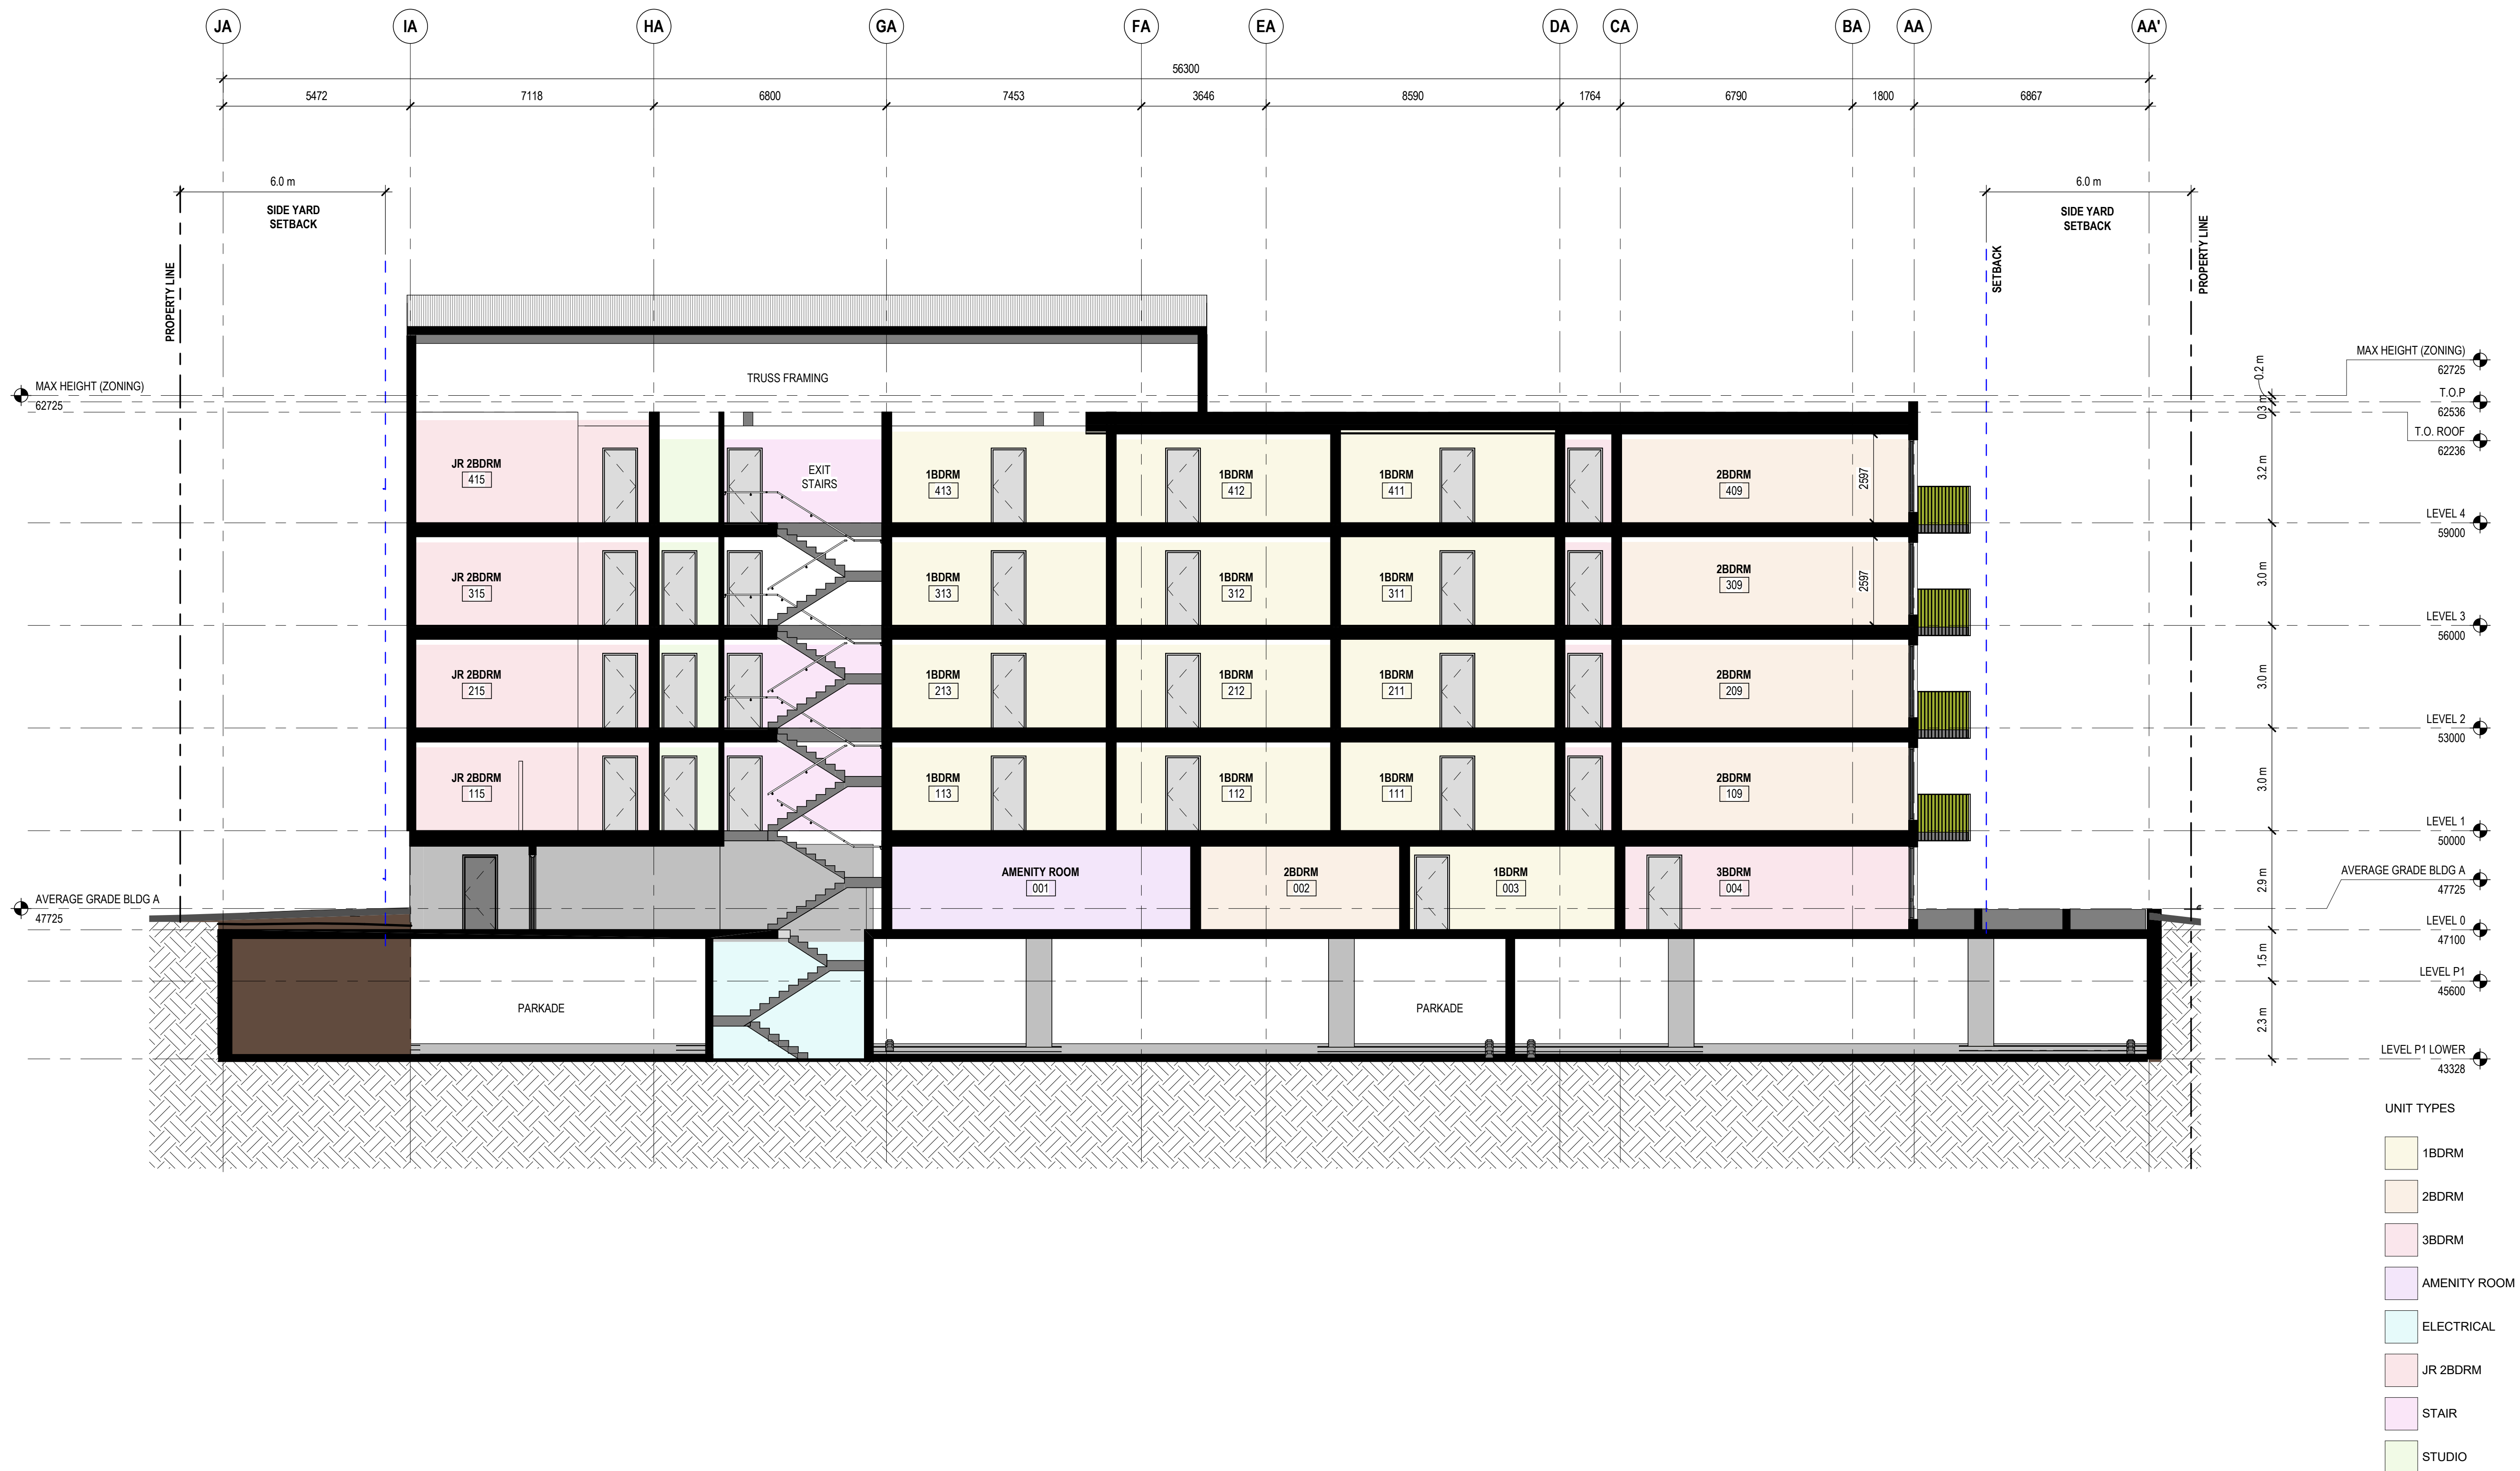 JA
IA
HA
GA
FA
EA
DA
CA
BA
AA
AA'
56300
5472
7118
6800
7453
3646
8590
1764
6790
1800
6867
6.0 m
SIDE YARD
SETBACK
PROPERTY LINE
6.0 m
SIDE YARD
SETBACK
SETBACK
PROPERTY LINE
MAX HEIGHT (ZONING)
62725
TRUSS FRAMING
MAX HEIGHT (ZONING)
62725
T.O.P
62536
T.O. ROOF
62236
0.2 m
0.3 m
3.2 m
JR 2BDRM
415
EXIT
STAIRS
1BDRM
413
1BDRM
412
1BDRM
411
2BDRM
409
2597
LEVEL 4
59000
3.0 m
JR 2BDRM
315
1BDRM
313
1BDRM
312
1BDRM
311
2BDRM
309
2597
LEVEL 3
56000
3.0 m
JR 2BDRM
215
1BDRM
213
1BDRM
212
1BDRM
211
2BDRM
209
LEVEL 2
53000
3.0 m
JR 2BDRM
115
1BDRM
113
1BDRM
112
1BDRM
111
2BDRM
109
LEVEL 1
50000
2.9 m
AVERAGE GRADE BLDG A
47725
AMENITY ROOM
001
2BDRM
002
1BDRM
003
3BDRM
004
AVERAGE GRADE BLDG A
47725
LEVEL 0
47100
1.5 m
LEVEL P1
45600
2.3 m
PARKADE
PARKADE
LEVEL P1 LOWER
43328
UNIT TYPES
1BDRM
2BDRM
3BDRM
AMENITY ROOM
ELECTRICAL
JR 2BDRM
STAIR
STUDIO